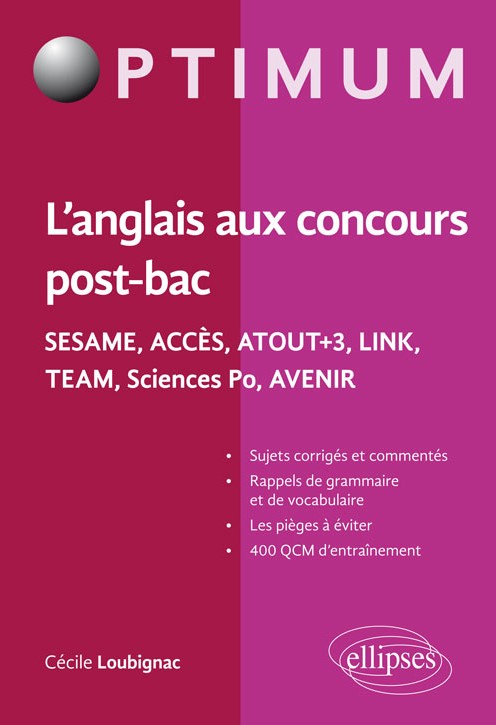 OPTIMUM
L'anglais aux concours
post-bac
SESAME, ACCÈS, ATOUT+3, LINK,
TEAM, Sciences Po, AVENIR
• Sujets corrigés et commentés
• Rappels de grammaire
et de vocabulaire
• Les pièges à éviter
• 400 QCM d'entraînement
Cécile Loubignac
ellipses